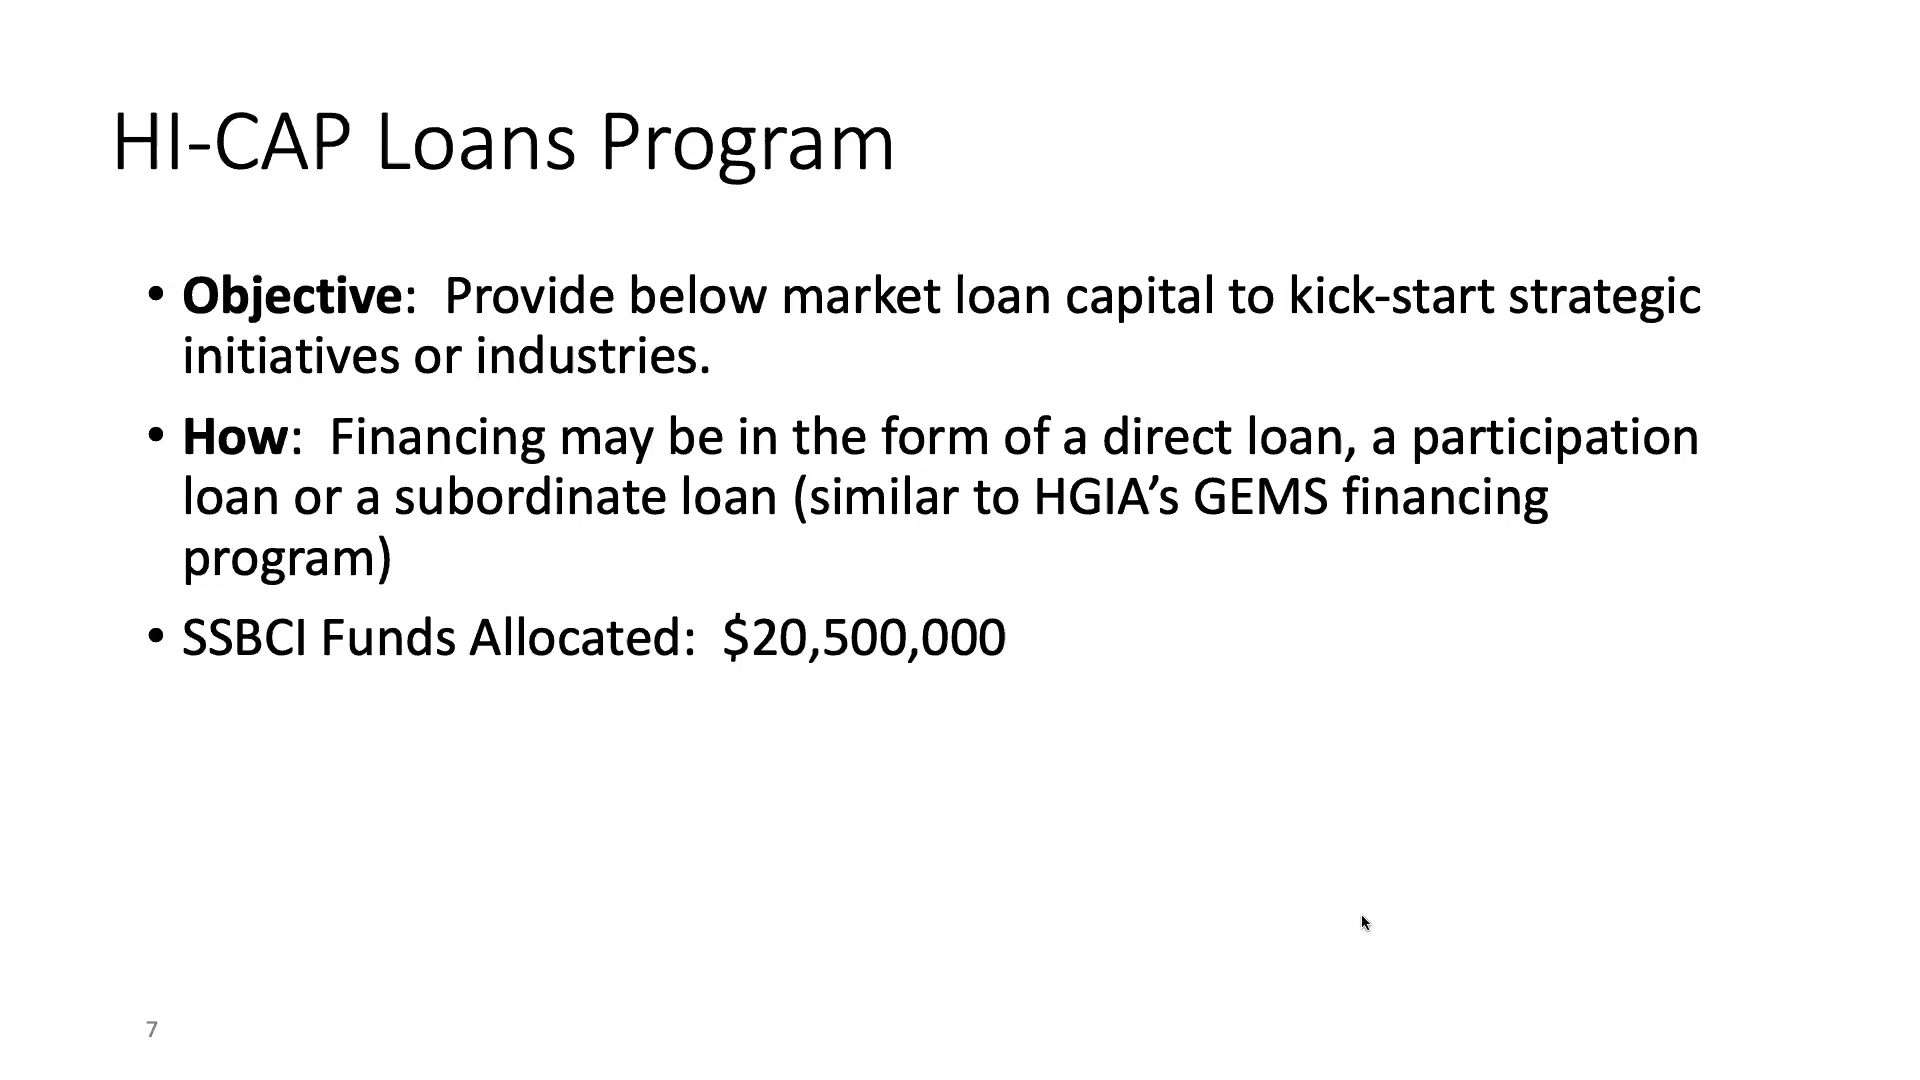 HI-CAP Loans Program
• Objective:  Provide below market loan capital to kick-start strategic
initiatives or industries.
• How:  Financing may be in the form of a direct loan, a participation
loan or a subordinate loan (similar to HGIA’s GEMS financing
program)
• SSBCI Funds Allocated:  $20,500,000
7